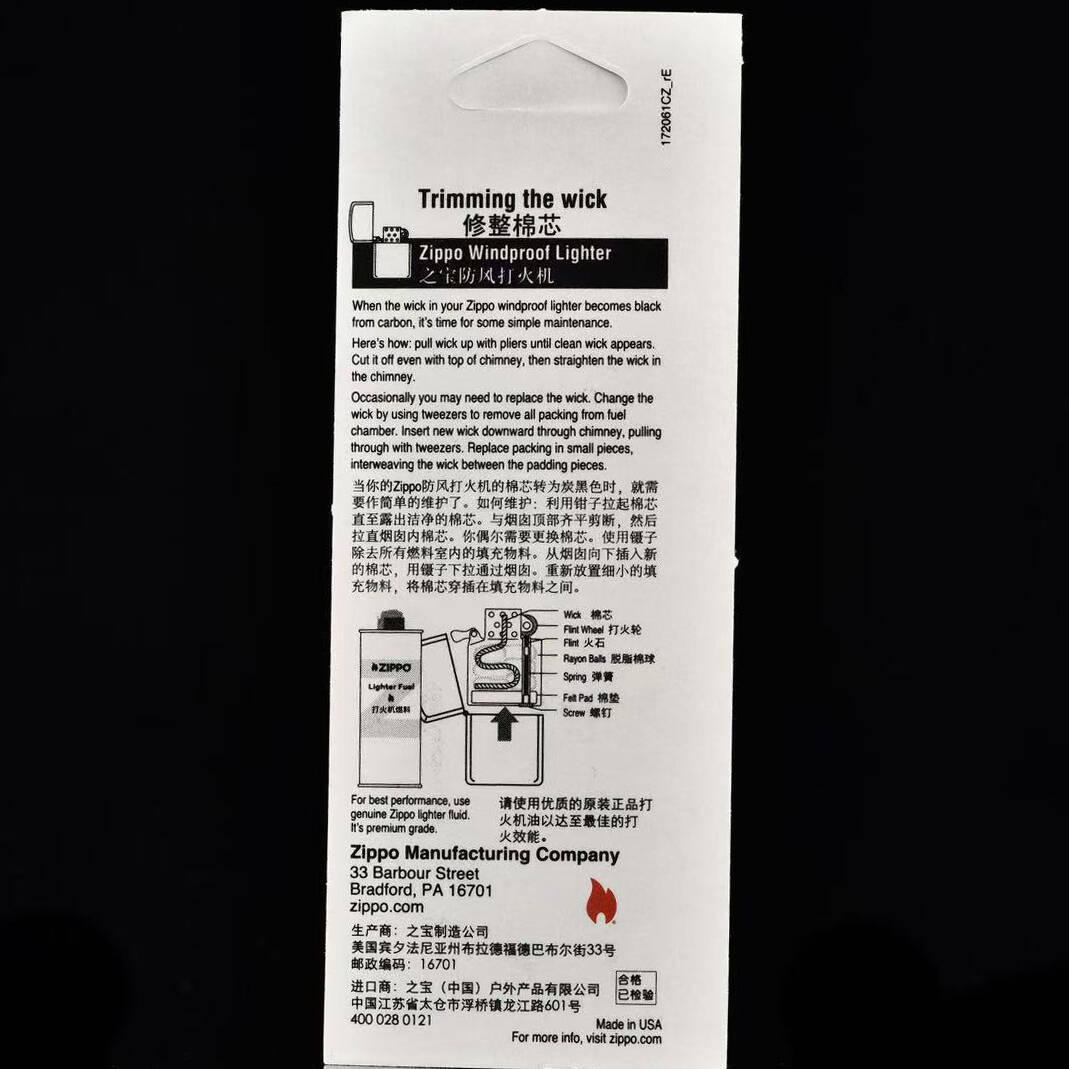 172061CZ_rE
Trimming the wick
修整棉芯
Zippo Windproof Lighter
之宝防风打火机
When the wick in your Zippo windproof lighter becomes black
from carbon, it's time for some simple maintenance.
Here's how: pull wick up with pliers until clean wick appears.
Cut it off even with top of chimney, then straighten the wick in
the chimney.
Occasionally you may need to replace the wick. Change the
wick by using tweezers to remove all packing from fuel
chamber. Insert new wick downward through chimney, pulling
through with tweezers. Replace packing in small pieces,
interweaving the wick between the padding pieces.
当你的Zippo防风打火机的棉芯转为炭黑色时，就需
要作简单的维护了。如何维护：利用钳子拉起棉芯
直至露出洁净的棉芯。与烟囱顶部齐平剪断，然后
拉直烟囱内棉芯。你偶尔需要更换棉芯。使用镊子
除去所有燃料室内的填充物料。从烟囱向下插入新
的棉芯，用镊子下拉通过烟囱。重新放置细小的填
充物料，将棉芯穿插在填充物料之间。
Wick 棉芯
Flint Wheel 打火轮
Flint 火石
Rayon Balls 脱脂棉球
Spring 弹簧
Felt Pad 棉垫
Screw 螺钉
ZIPPO
Lighter Fuel
打火机燃料
For best performance, use
genuine Zippo lighter fluid.
It's premium grade.
请使用优质的原装正品打
火机油以达至最佳的打
火效能。
Zippo Manufacturing Company
33 Barbour Street
Bradford, PA 16701
zippo.com
生产商：之宝制造公司
美国宾夕法尼亚州布拉德福德巴布尔街33号
邮政编码：16701
进口商：之宝（中国）户外产品有限公司
中国江苏省太仓市浮桥镇龙江路601号
400 028 0121
合格
已检验
Made in USA
For more info, visit zippo.com